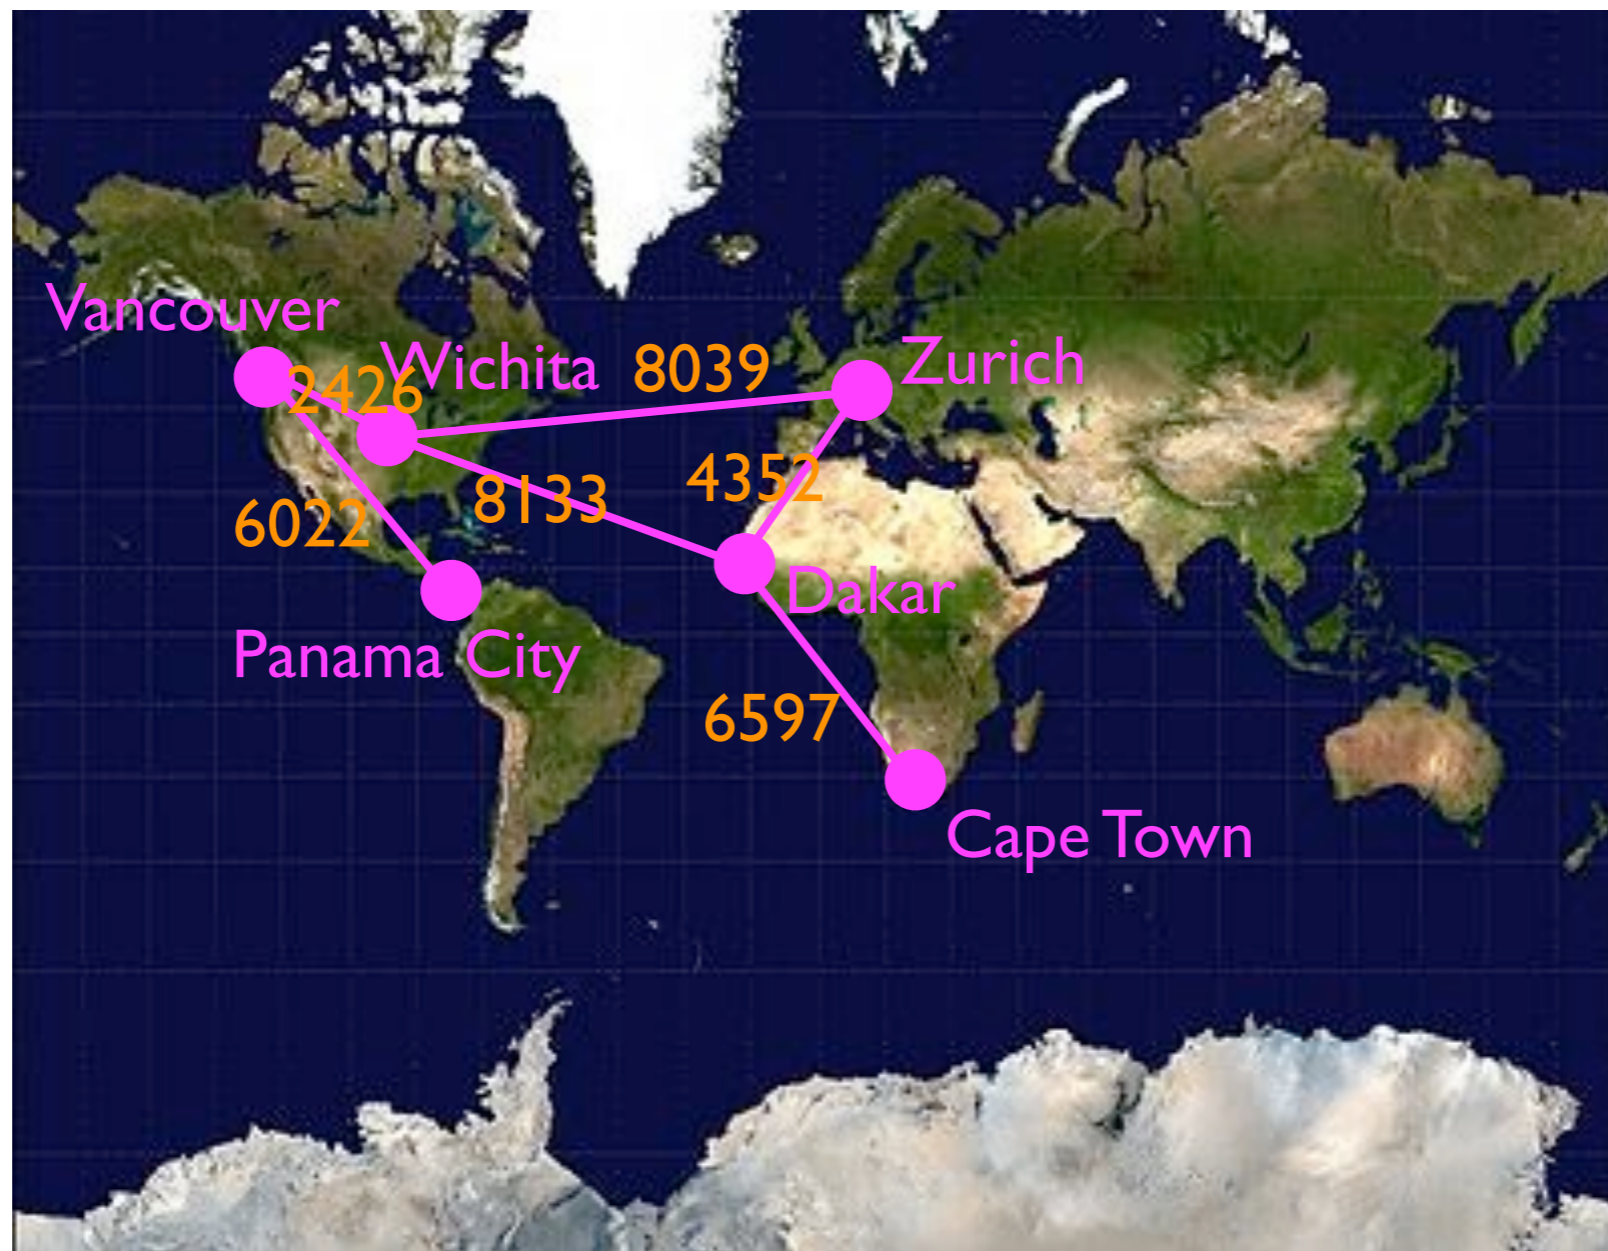 Vancouver
Wichita
8039
Zurich
2426
4352
8133
6022
Dakar
Panama City
6597
Cape Town